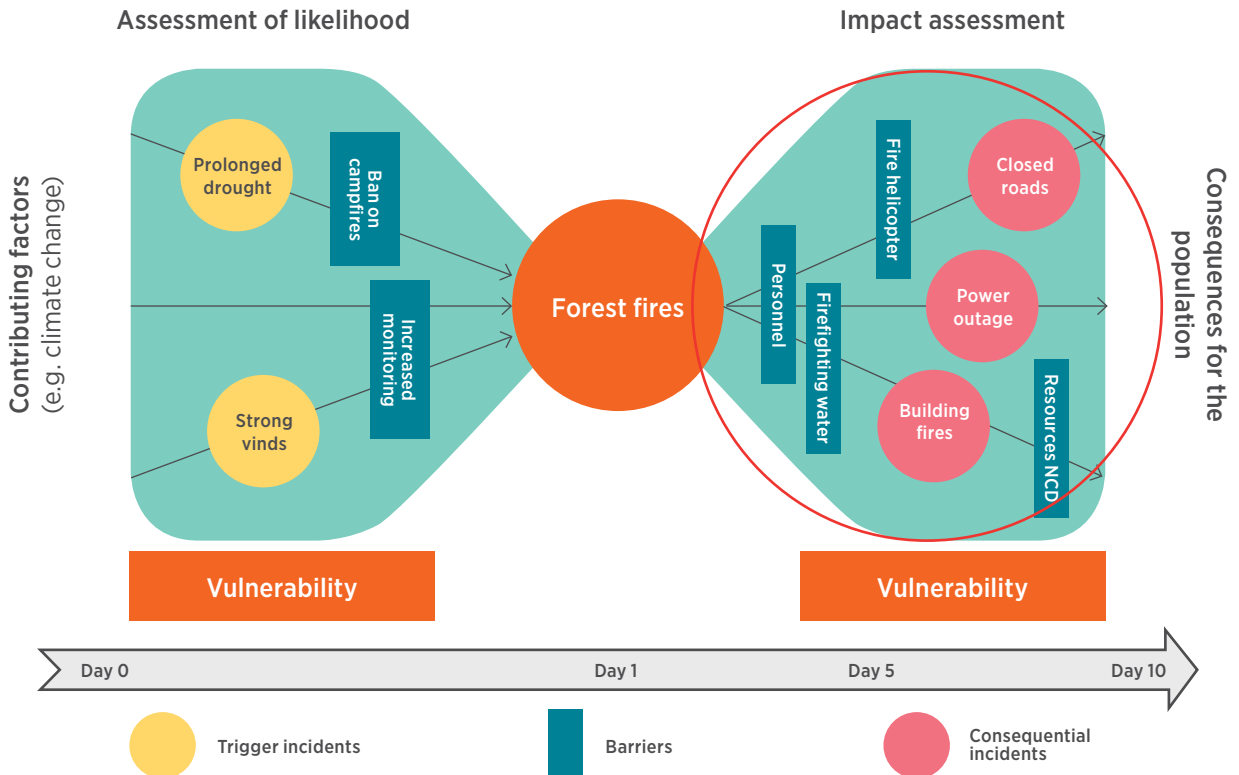 Assessment of likelihood
Impact assessment
Contributing factors
(e.g. climate change)
Prolonged
drought
Ban on
campfires
Increased
monitoring
Strong
vinds
Forest fires
Personnel
Firefighting water
Fire helicopter
Closed
roads
Power
outage
Building
fires
Resources NCD
Consequences for the
population
Vulnerability
Vulnerability
Day 0
Day 1
Day 5
Day 10
Trigger incidents
Barriers
Consequential
incidents